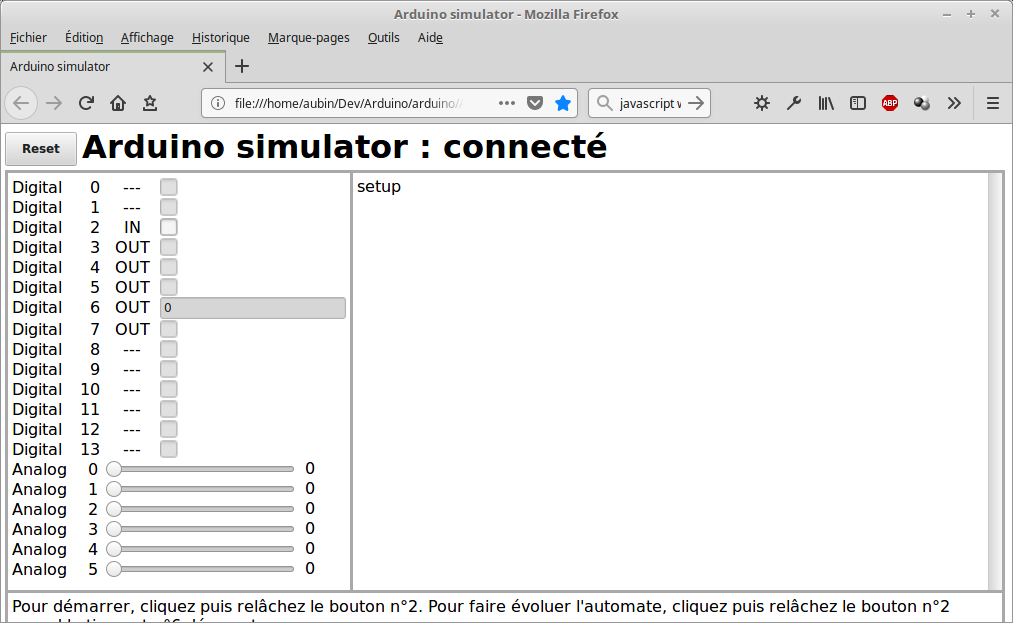 Arduino simulator - Mozilla Firefox
Fichier Édition Affichage Historique Marque-pages Outils Aide
Arduino simulator
file:///home/aubin/Dev/Arduino/arduino/ javascript
ABP
Reset Arduino simulator : connecté
Digital 0 --- setup
Digital 1 ---
Digital 2 IN
Digital 3 OUT
Digital 4 OUT
Digital 5 OUT
Digital 6 OUT 0
Digital 7 OUT
Digital 8 ---
Digital 9 ---
Digital 10 ---
Digital 11 ---
Digital 12 ---
Digital 13 ---
Analog 0 0
Analog 1 0
Analog 2 0
Analog 3 0
Analog 4 0
Analog 5 0
Pour démarrer, cliquez puis relâchez le bouton n°2. Pour faire évoluer l'automate, cliquez puis relâchez le bouton n°2